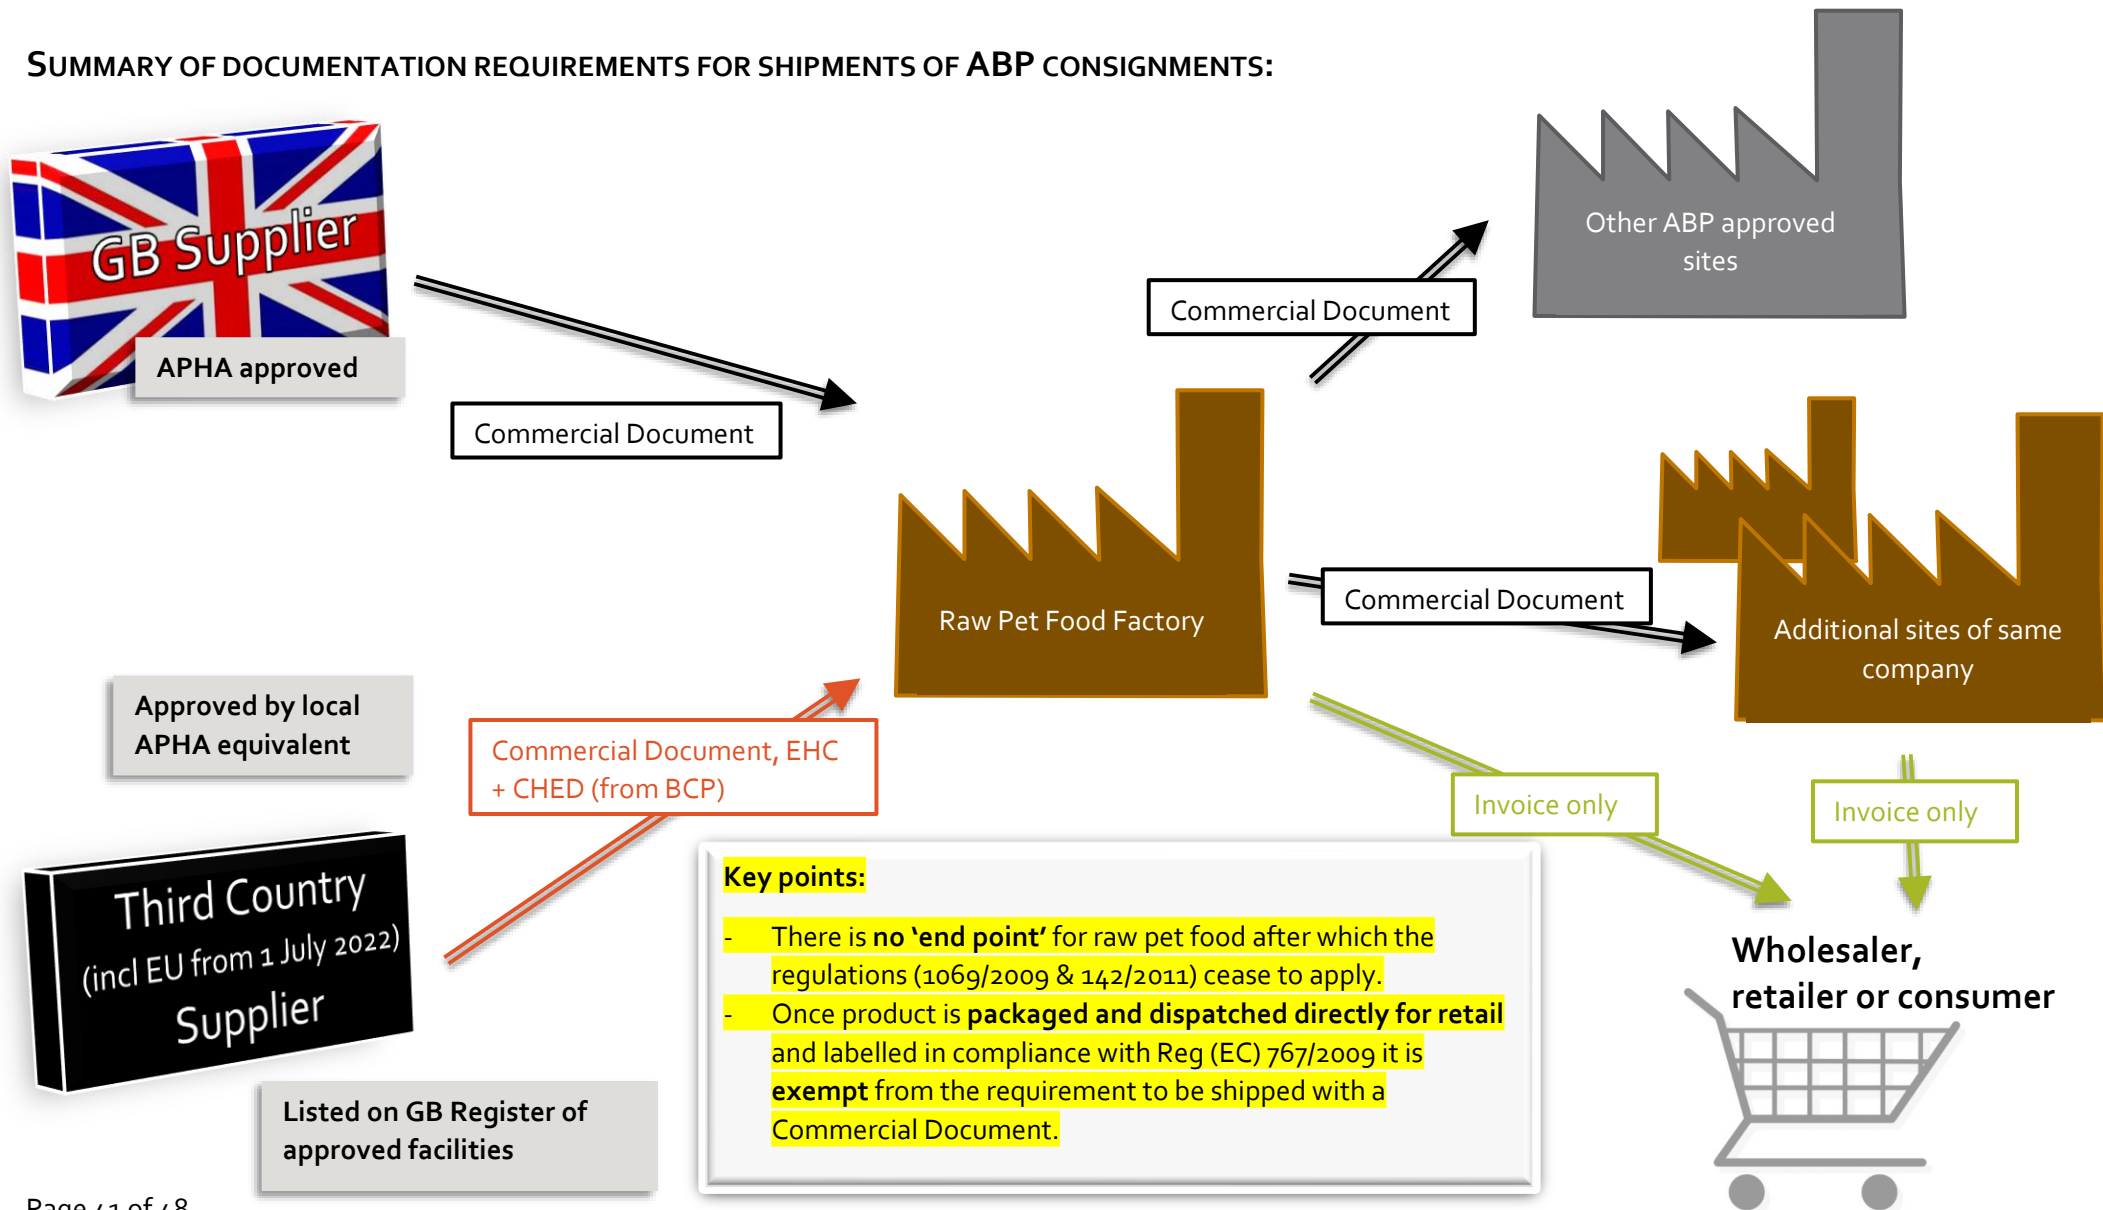 SUMMARY OF DOCUMENTATION REQUIREMENTS FOR SHIPMENTS OF ABP CONSIGNMENTS:
GB Supplier
APHA approved
Commercial Document
Commercial Document
Other ABP approved
sites
Raw Pet Food Factory
Commercial Document
Additional sites of same
company
Approved by local
APHA equivalent
Commercial Document, EHC
+ CHED (from BCP)
Third Country
(incl EU from 1 July 2022)
Supplier
Listed on GB Register of
approved facilities
Invoice only
Invoice only
Wholesaler,
retailer or consumer
Key points:
- There is no ‘end point’ for raw pet food after which the
regulations (1069/2009 & 142/2011) cease to apply.
- Once product is packaged and dispatched directly for retail
and labelled in compliance with Reg (EC) 767/2009 it is
exempt from the requirement to be shipped with a
Commercial Document.
Page 41 of 48